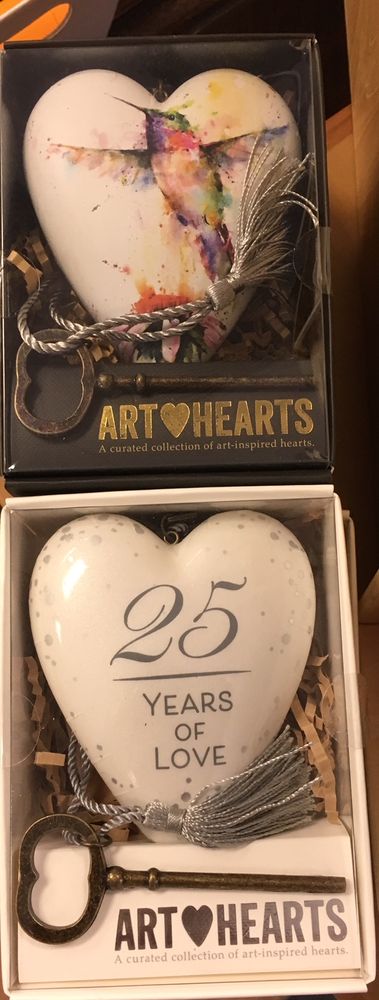 ART♥HEARTS
A curated collection of art-inspired hearts.
25
YEARS
OF
LOVE
ART♥HEARTS
A curated collection of art-inspired hearts.